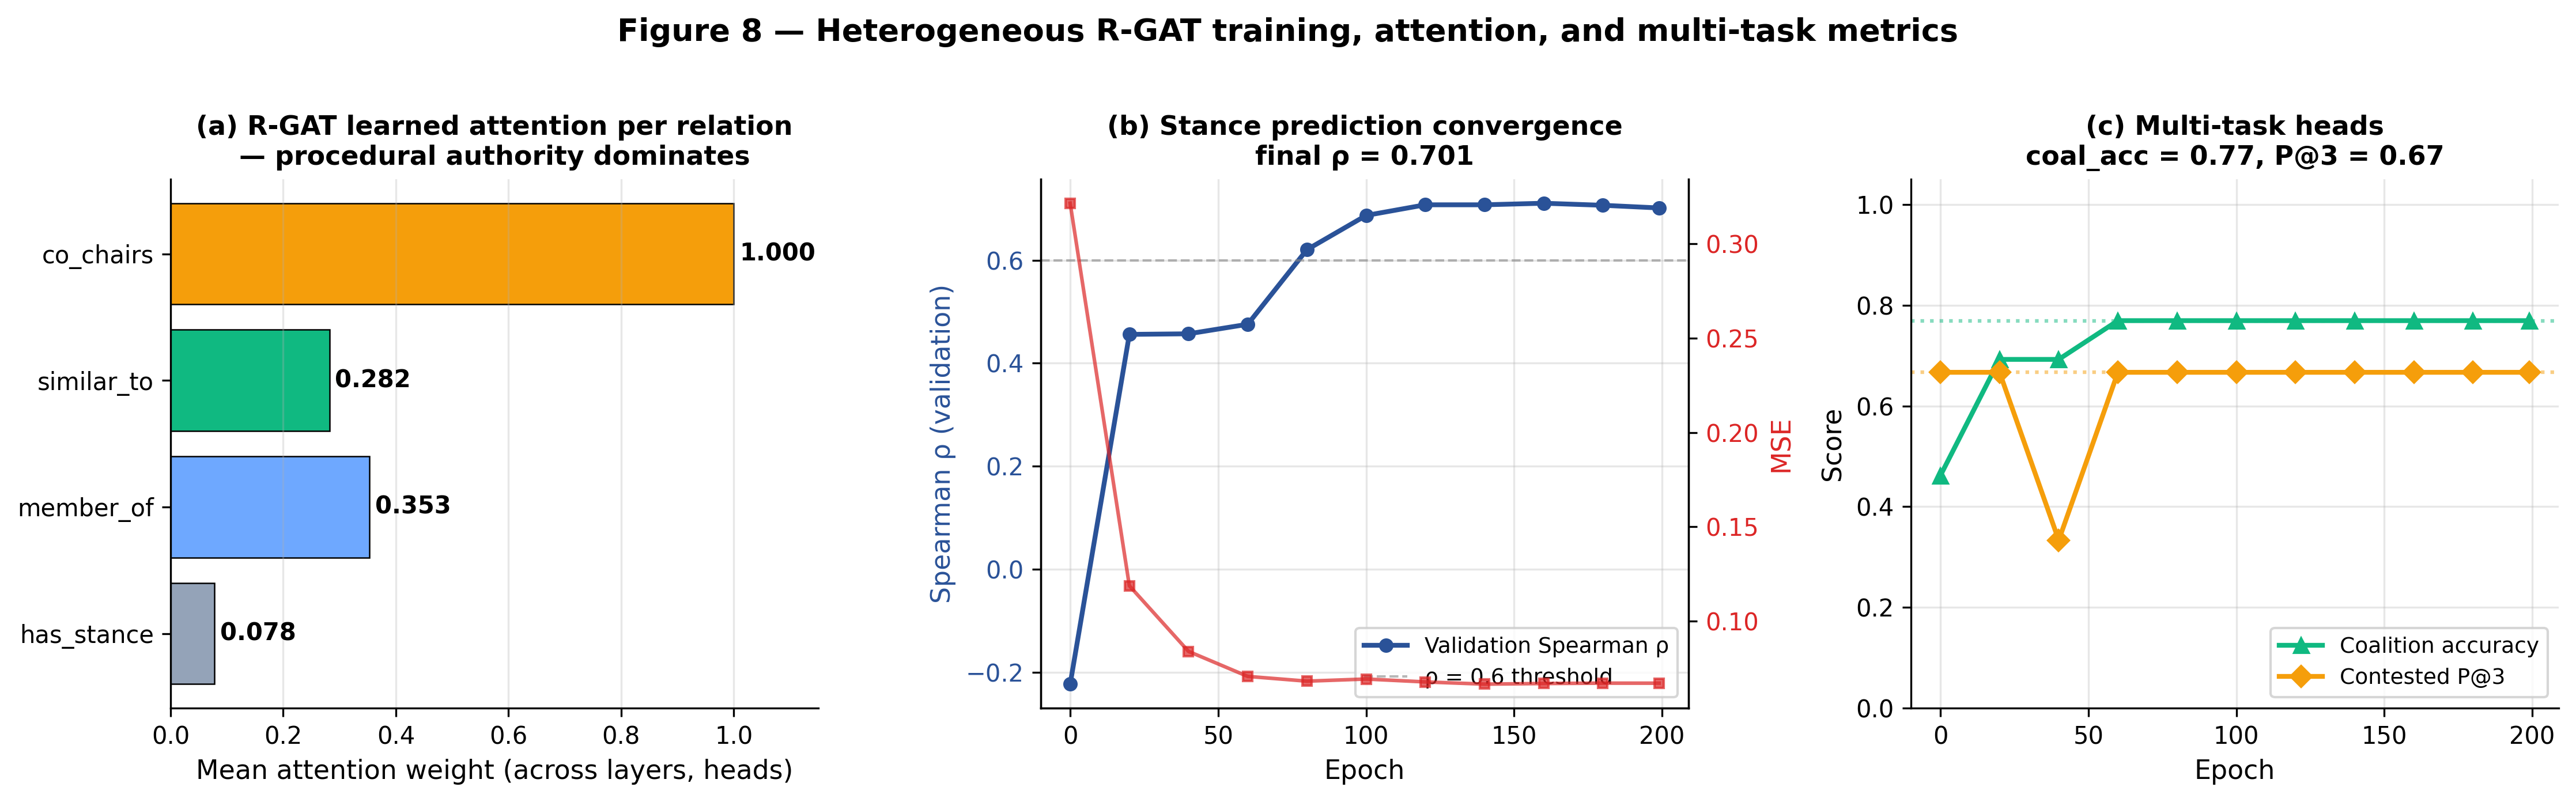 Figure 8 — Heterogeneous R-GAT training, attention, and multi-task metrics
(a) R-GAT learned attention per relation
— procedural authority dominates
co_chairs
similar_to
member_of
has_stance
1.000
0.282
0.353
0.078
0.0 0.2 0.4 0.6 0.8 1.0
Mean attention weight (across layers, heads)
(b) Stance prediction convergence
final ρ = 0.701
Spearman ρ (validation)
0.6
0.4
0.2
0.0
−0.2
0.30
0.25
0.20
0.15
0.10
MSE
Validation Spearman ρ
ρ = 0.6 threshold
0 50 100 150 200
Epoch
(c) Multi-task heads
coal_acc = 0.77, P@3 = 0.67
Score
1.0
0.8
0.6
0.4
0.2
0.0
Coalition accuracy
Contested P@3
0 50 100 150 200
Epoch